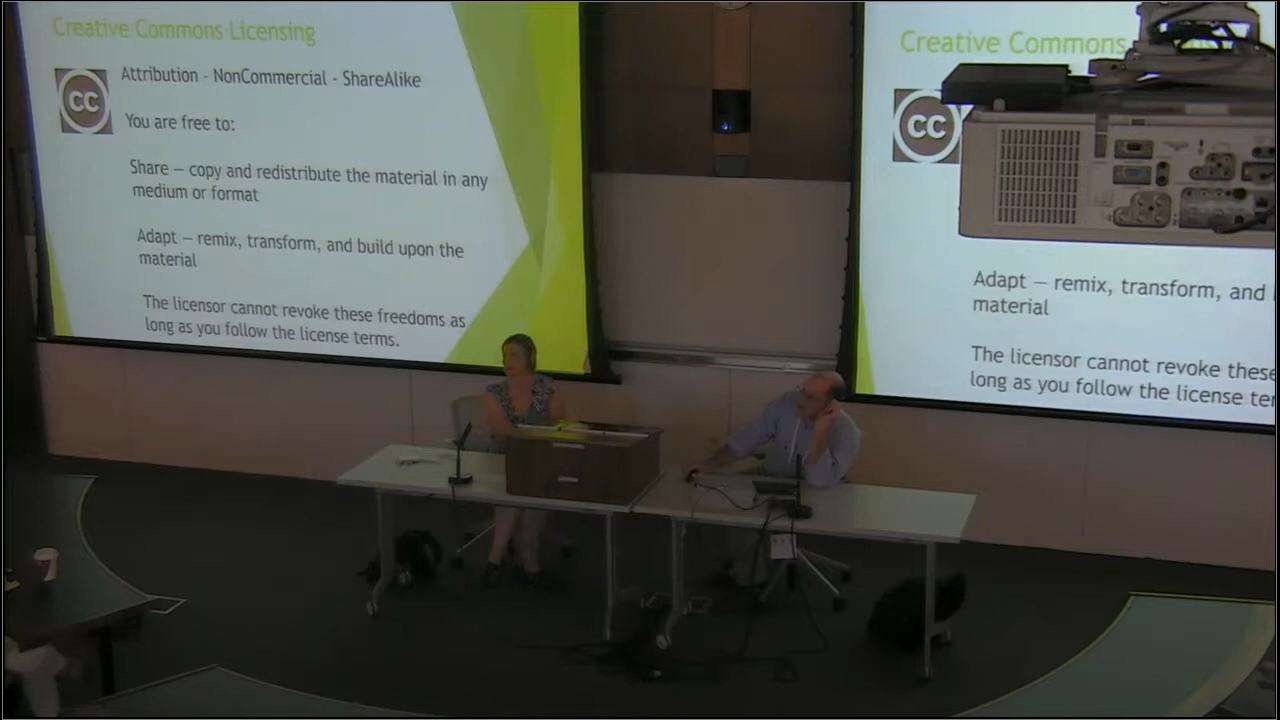 Creative Commons Licensing
CC
Attribution - NonCommercial - ShareAlike
You are free to:
Share – copy and redistribute the material in any
medium or format
Adapt – remix, transform, and build upon the
material
The licensor cannot revoke these freedoms as
long as you follow the license terms.
Creative Commons
CC
Adapt – remix, transform, and
material
The licensor cannot revoke these
long as you follow the license ter